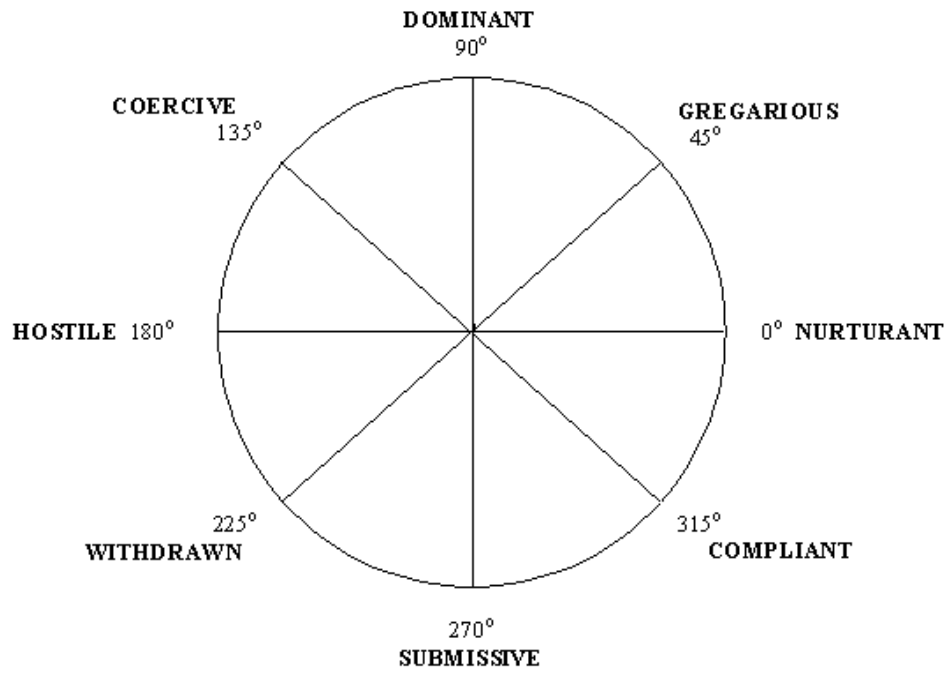 DOMINANT
90°
COERCIVE
135°
GREGARIOUS
45°
HOSTILE 180°
0° NURTURANT
225°
WITHDRAWN
315°
COMPLIANT
270°
SUBMISSIVE